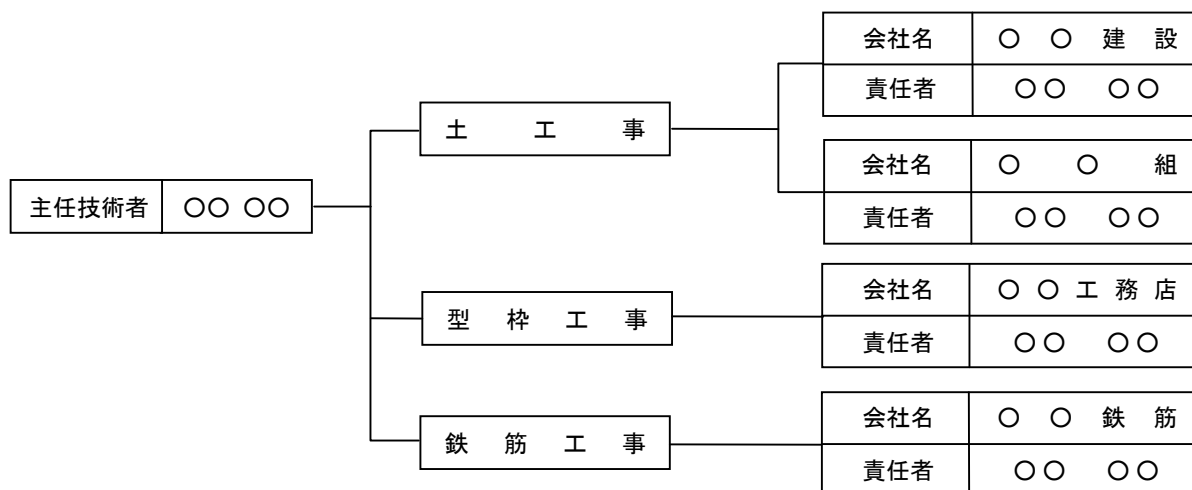 会社名 ○ ○ 建 設
責任者 ○○ ○○
土 工 事
会社名 ○ ○ 組
責任者 ○○ ○○
主任技術者 ○○ ○○
会社名 ○ ○ 工 務 店
責任者 ○○ ○○
型 枠 工 事
会社名 ○ ○ 鉄 筋
責任者 ○○ ○○
鉄 筋 工 事